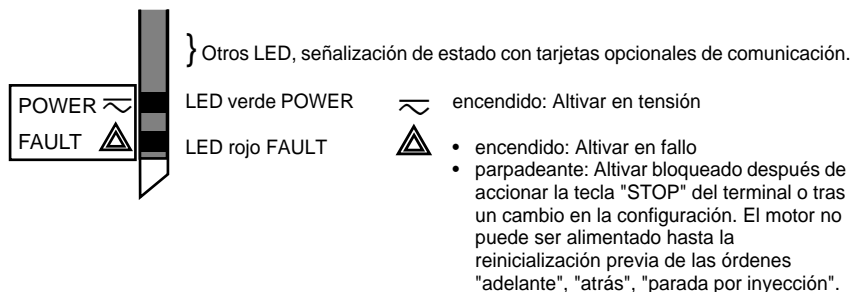 } Otros LED, señalización de estado con tarjetas opcionales de comunicación.
POWER
LED verde POWER
encendido: Altivar en tensión
FAULT
LED rojo FAULT
• encendido: Altivar en fallo
• parpadeante: Altivar bloqueado después de
accionar la tecla "STOP" del terminal o tras
un cambio en la configuración. El motor no
puede ser alimentado hasta la
reinicialización previa de las órdenes
"adelante", "atrás", "parada por inyección".